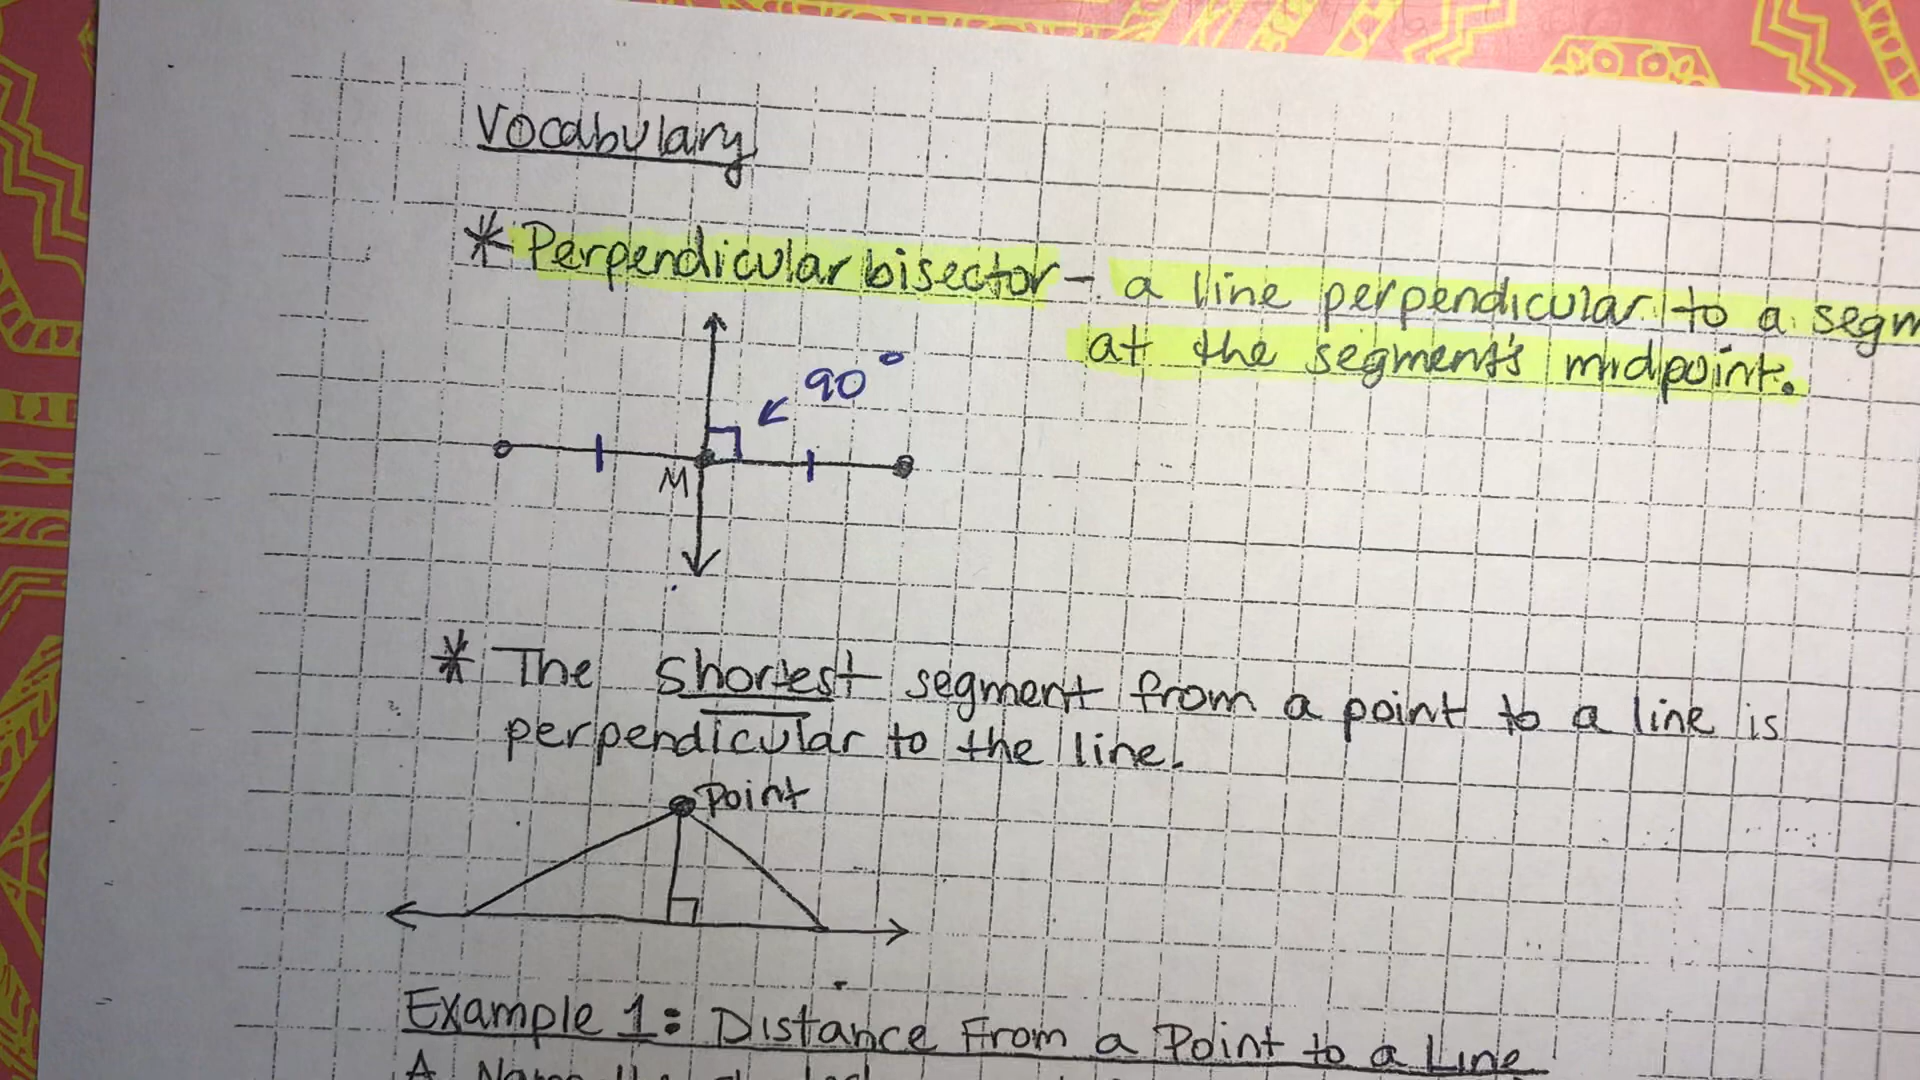 Vocabulary
* Perpendicular bisector - a line perpendicular to a segm
at the segment's midpoint.
90°
M
* The shortest segment from a point to a line is
perpendicular to the line.
Point
Example 1: Distance From a Point to a Line